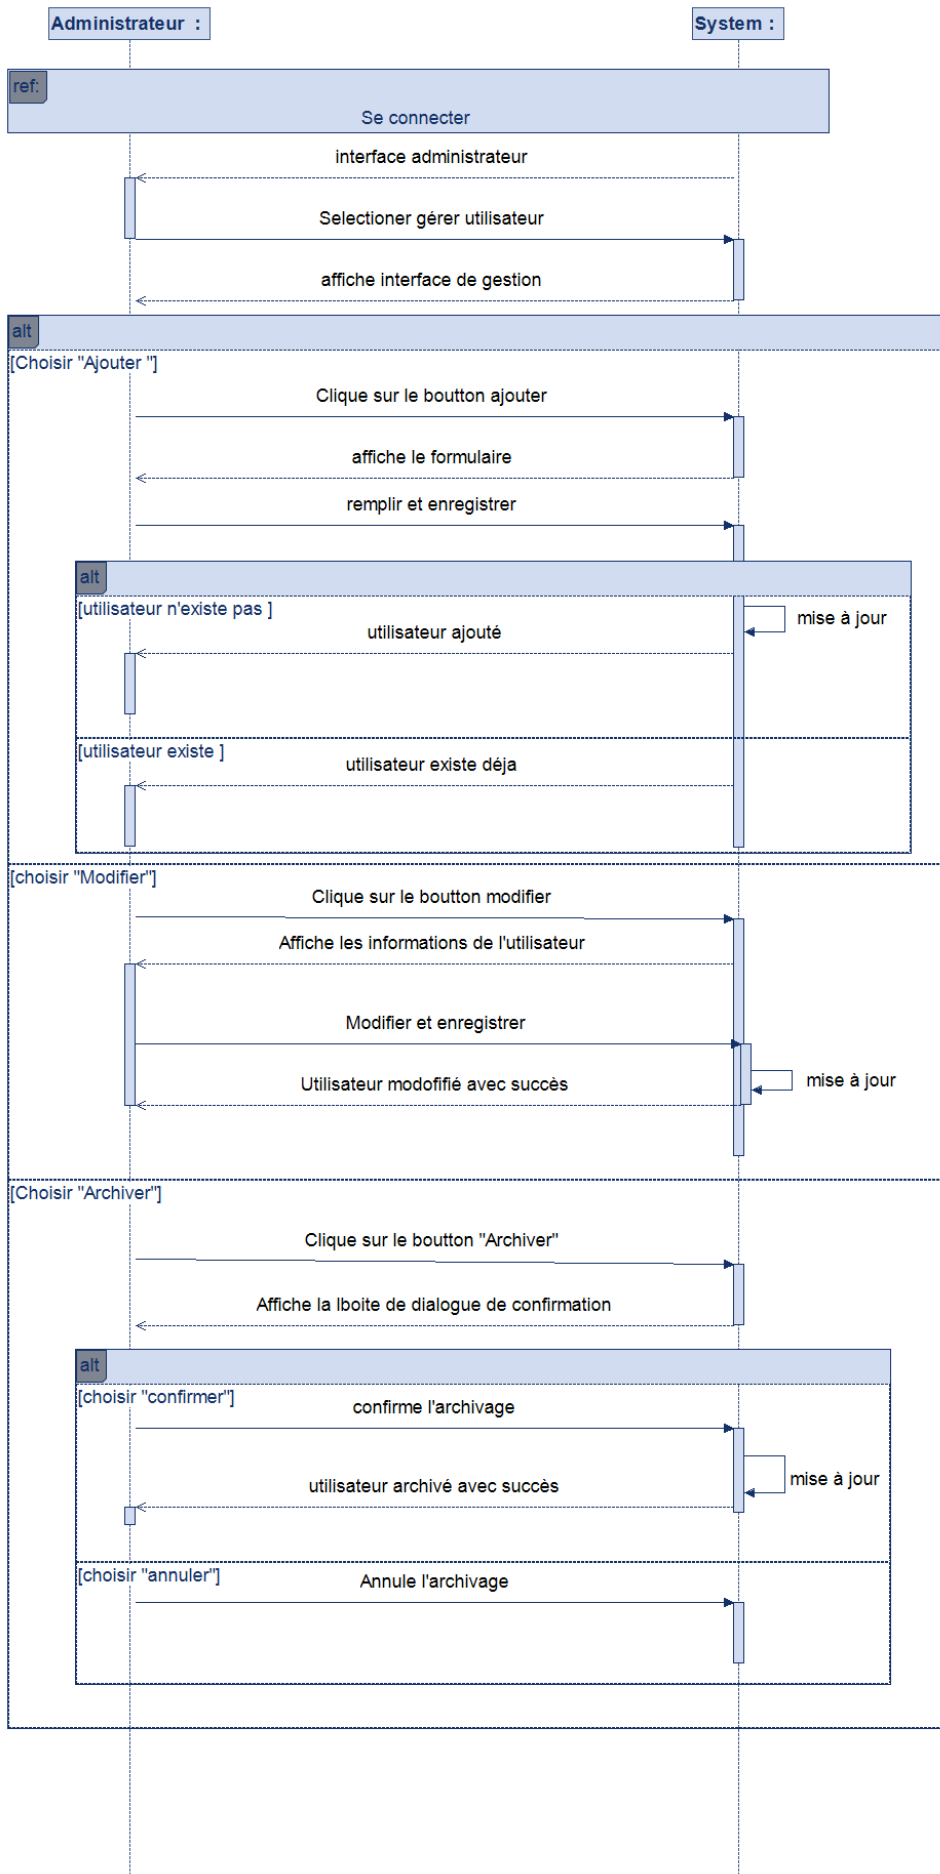 Administrateur :
System :
ref:
Se connecter
interface administrateur
Selectioner gérer utilisateur
affiche interface de gestion
alt
[Choisir "Ajouter "]
Clique sur le boutton ajouter
affiche le formulaire
remplir et enregistrer
alt
[utilisateur n'existe pas ]
mise à jour
utilisateur ajouté
[utilisateur existe ]
utilisateur existe déja
[choisir "Modifier"]
Clique sur le boutton modifier
Affiche les informations de l'utilisateur
Modifier et enregistrer
mise à jour
Utilisateur modofifié avec succès
[Choisir "Archiver"]
Clique sur le boutton "Archiver"
Affiche la lboite de dialogue de confirmation
alt
[choisir "confirmer"]
confirme l'archivage
mise à jour
utilisateur archivé avec succès
[choisir "annuler"]
Annule l'archivage